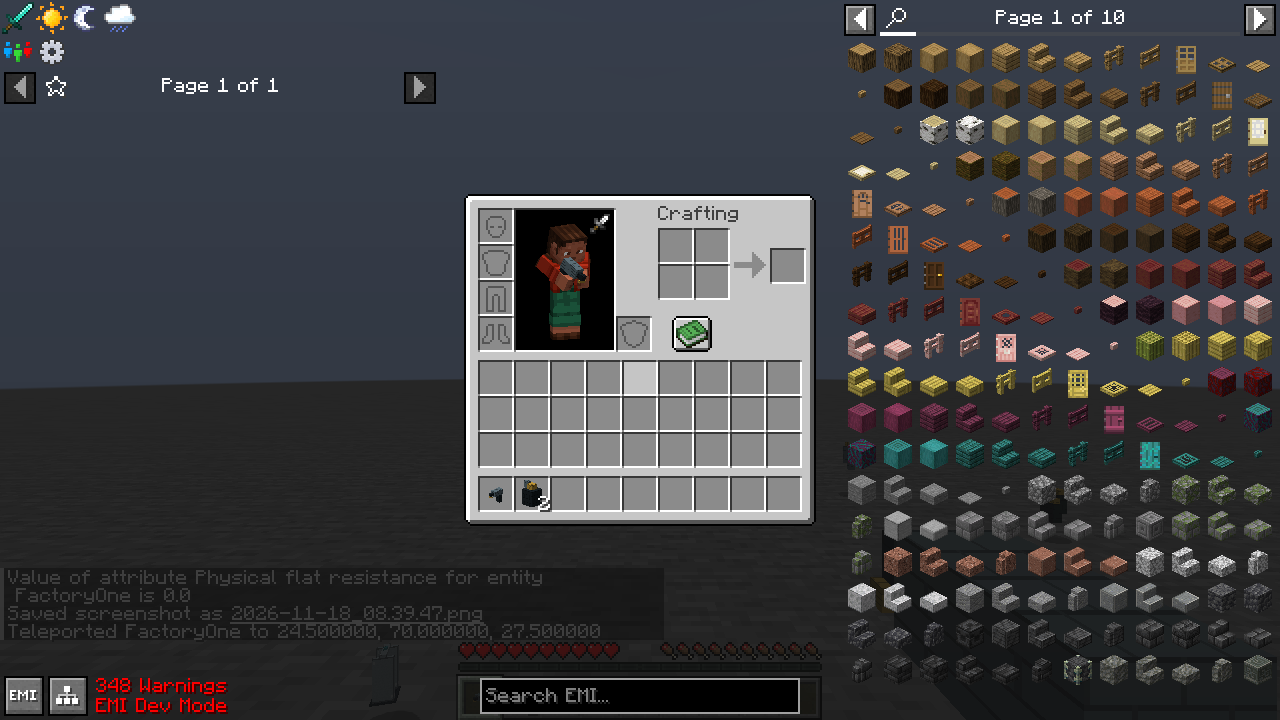 Page 1 of 10
Page 1 of 1
Crafting
2
Value of attribute Physical flat resistance for entity
FactoryOne is 0.0
Saved screenshot as 2026-11-18_08.39.47.png
Teleported FactoryOne to 24.500000, 70.000000, 27.500000
EMI
348 Warnings
EMI Dev Mode
Search EMI...